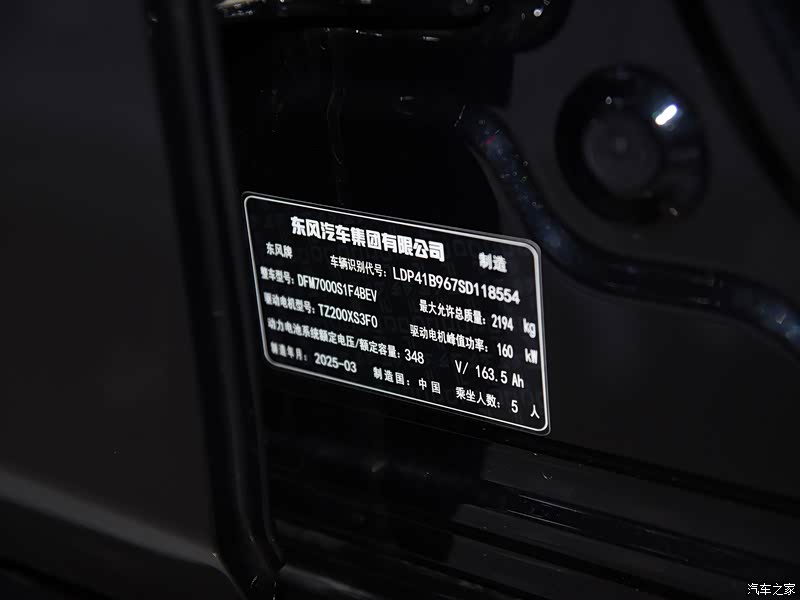 东风汽车集团有限公司 制造
东风牌 车辆识别代号: LDP41B967SD118554
整车型号: DFM7000S1F4BEV 最大允许总质量: 2194 kg
驱动电机型号: TZ200XS3F0 驱动电机峰值功率: 160 kW
动力电池系统额定电压/额定容量: 348 V/ 163.5 Ah
制造年月: 2025-03 制造国: 中国 乘坐人数: 5 人
汽车之家